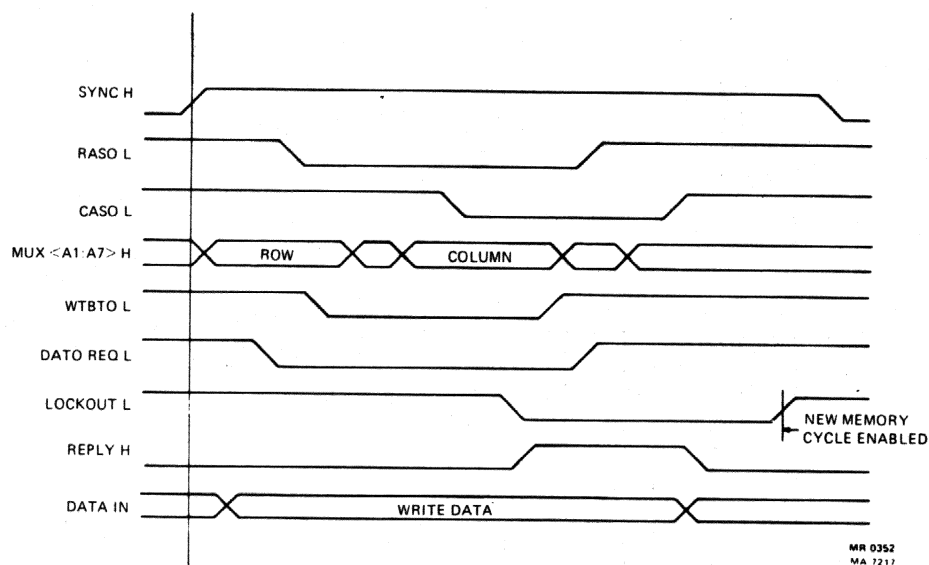 SYNC H
RASO L
CASO L
MUX <A1:A7> H
ROW
COLUMN
WTBTO L
DATO REQ L
LOCKOUT L
NEW MEMORY
CYCLE ENABLED
REPLY H
DATA IN
WRITE DATA
MR 0352
MA 7217